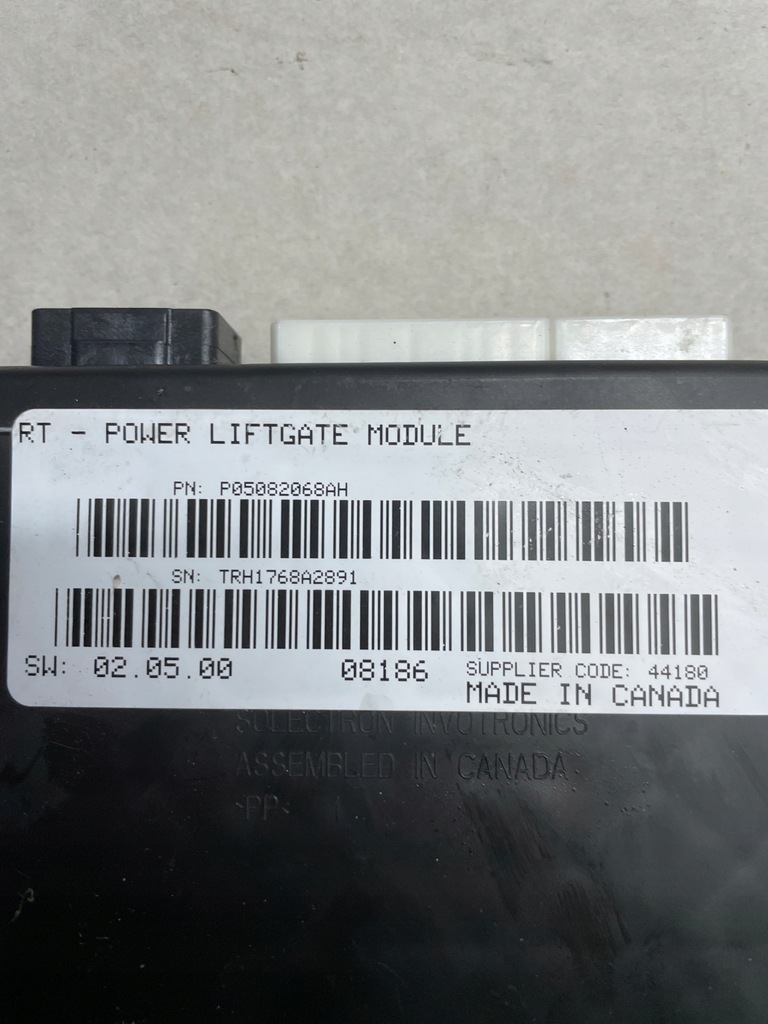 RT - POWER LIFTGATE MODULE
PN: P05082068AH
SN: TRH1768A2891
SW: 02.05.00 08186 SUPPLIER CODE: 44180
MADE IN CANADA
SOLECTRON INVOTRONICS
ASSEMBLED IN CANADA
>PP<